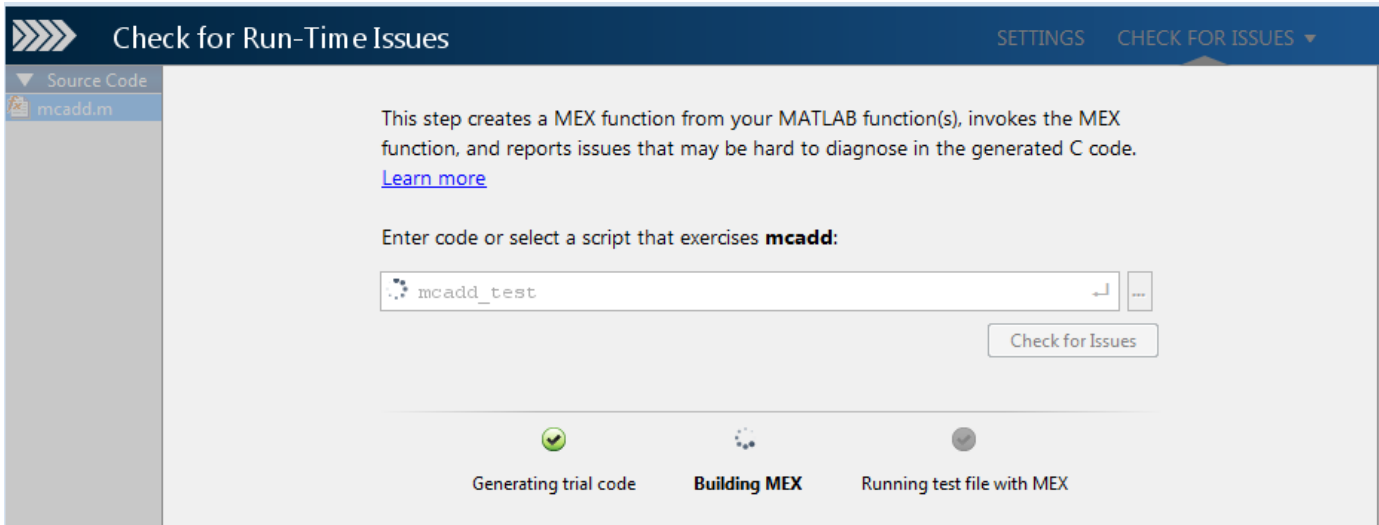 Check for Run-Time Issues
SETTINGS
CHECK FOR ISSUES
Source Code
mcadd.m
This step creates a MEX function from your MATLAB function(s), invokes the MEX
function, and reports issues that may be hard to diagnose in the generated C code.
Learn more
Enter code or select a script that exercises mcadd:
mcadd_test
...
Check for Issues
Generating trial code
Building MEX
Running test file with MEX